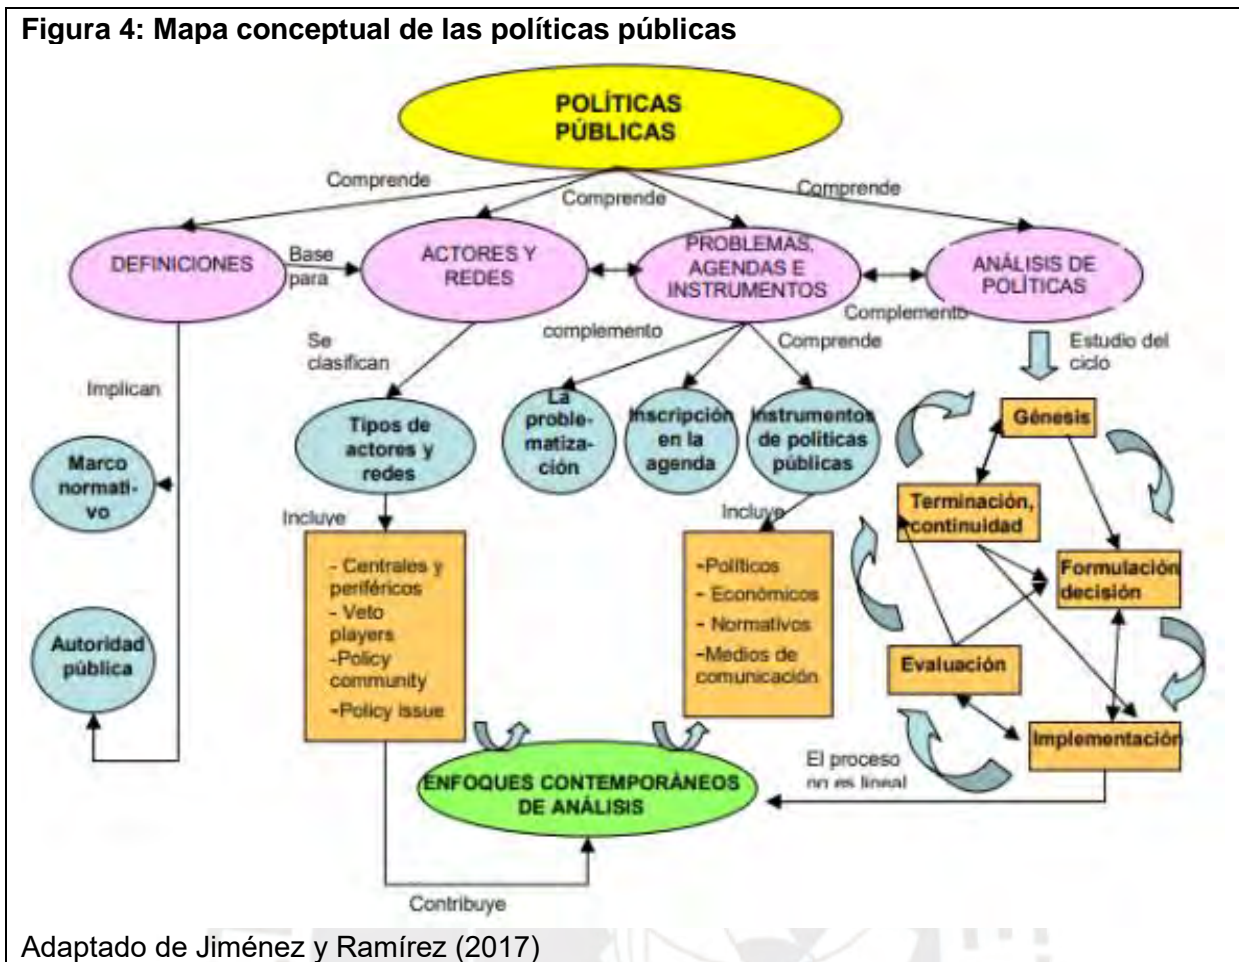 Figura 4: Mapa conceptual de las políticas públicas
POLÍTICAS
PÚBLICAS
Comprende
Comprende
Comprende
Comprende
DEFINICIONES
Base
para
ACTORES Y
REDES
PROBLEMAS,
AGENDAS E
INSTRUMENTOS
ANÁLISIS DE
POLÍTICAS
Implican
Se
clasifican
complemento
Comprende
Complemento
Estudio del
ciclo
Marco
normati-
vo
Autoridad
pública
Tipos de
actores y
redes
La
proble-
matiza-
ción
Inscripción
en la
agenda
Instrumentos
de políticas
públicas
Incluye
Incluye
- Centrales y
periféricos
- Veto
players
-Policy
community
-Policy issue
-Políticos
- Económicos
- Normativos
-Medios de
comunicación
Génesis
Terminación,
continuidad
Formulación
decisión
Evaluación
Implementación
El proceso
no es lineal
ENFOQUES CONTEMPORÁNEOS
DE ANÁLISIS
Contribuye
Adaptado de Jiménez y Ramírez (2017)